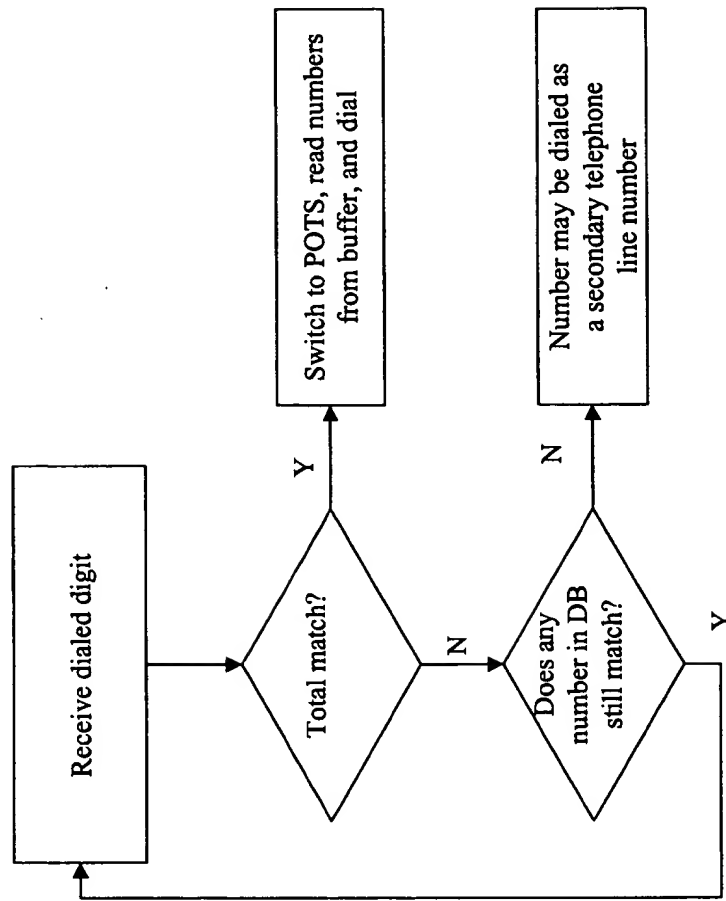 Receive dialed digit
Total match?
Y
Switch to POTS, read numbers
from buffer, and dial
N
Does any
number in DB
still match?
N
Number may be dialed as
a secondary telephone
line number
Y